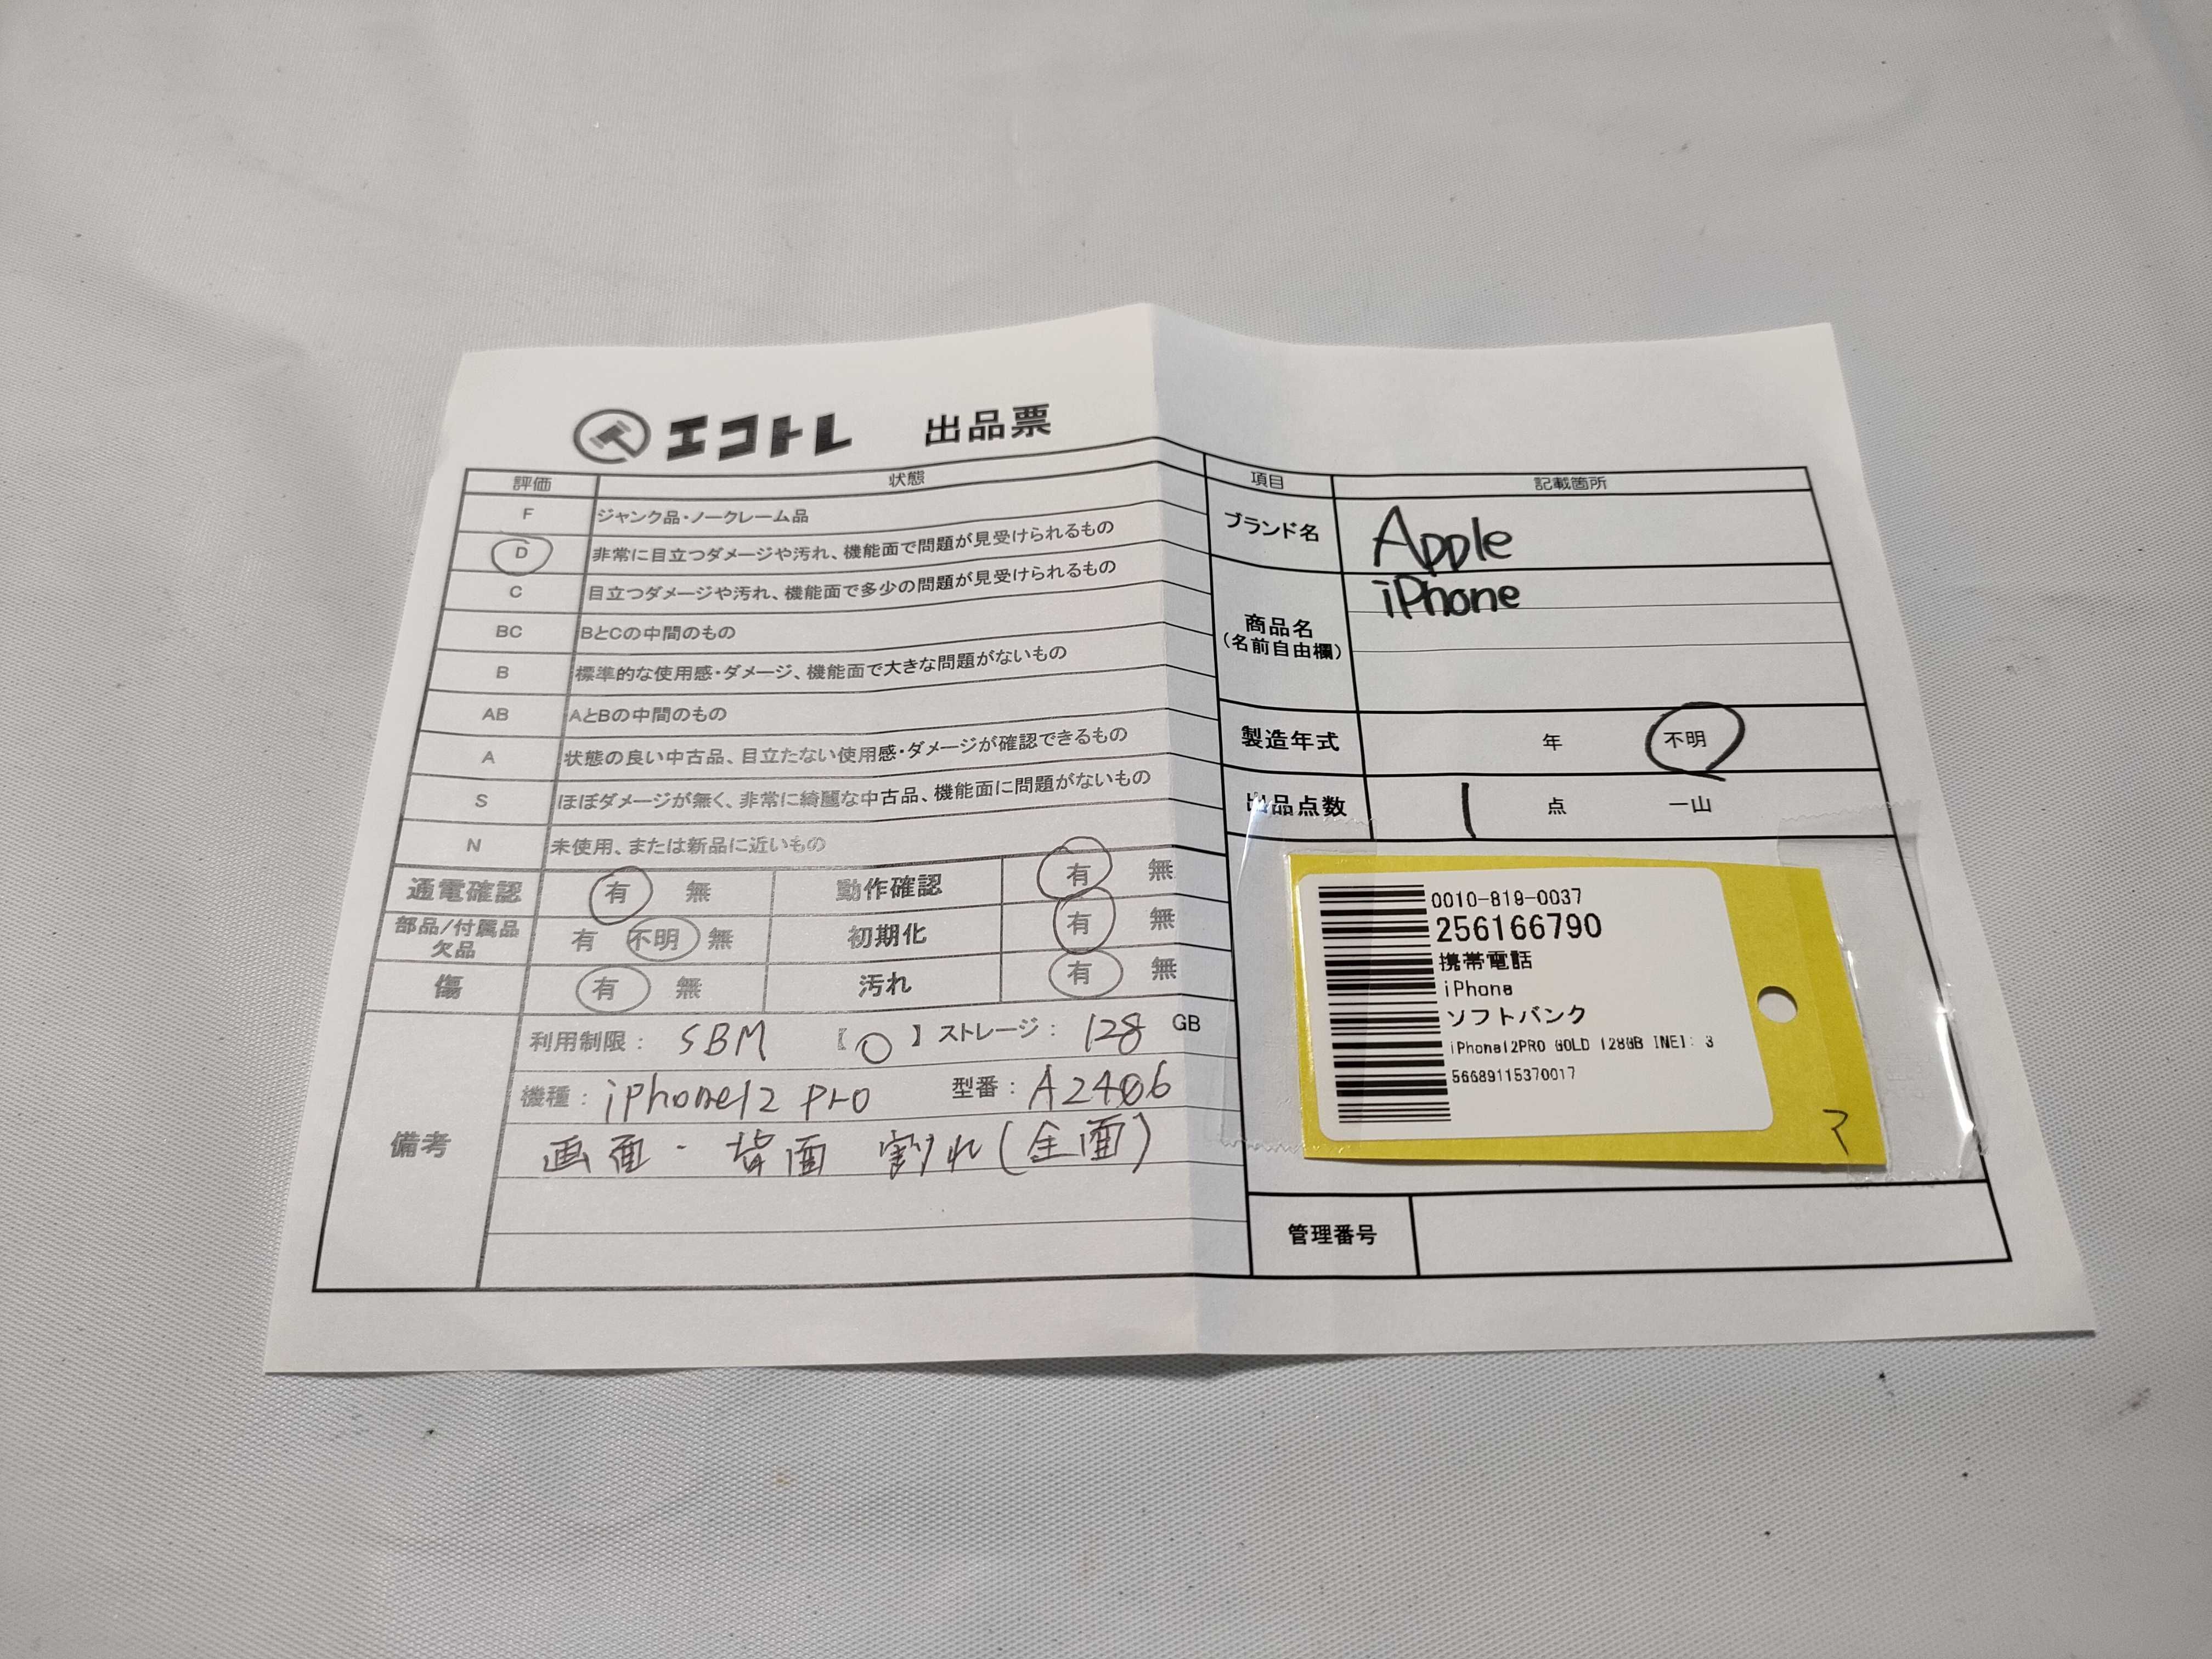 エコトレ 出品票
評価 状態
F ジャンク品・ノークレーム品
D 非常に目立つダメージや汚れ、機能面で問題が見受けられるもの
C 目立つダメージや汚れ、機能面で多少の問題が見受けられるもの
BC BとCの中間のもの
B 標準的な使用感・ダメージ、機能面で大きな問題がないもの
AB AとBの中間のもの
A 状態の良い中古品、目立たない使用感・ダメージが確認できるもの
S ほぼダメージが無く、非常に綺麗な中古品、機能面に問題がないもの
N 未使用、または新品に近いもの
通電確認 有 無 動作確認 有 無
部品/付属品
欠品 有 不明 無 初期化 有 無
傷 有 無 汚れ 有 無
備考
利用制限: SBM 【○】ストレージ: 128 GB
機種: iPhone12 Pro 型番: A2406
画面・背面 割れ(全面)
項目 記載箇所
ブランド名 Apple
商品名
(名前自由欄) iPhone
製造年式 年 不明
出品点数 1 点 一山
0010-819-0037
256166790
携帯電話
iPhone
ソフトバンク
iPhone12PRO GOLD 128GB IMEI: 3
56689115370017
管理番号